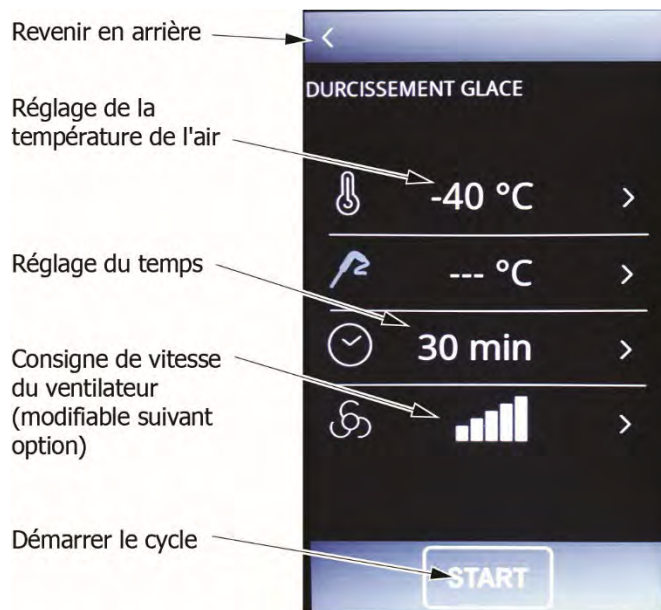 Revenir en arrière
<
DURCISSEMENT GLACE
Réglage de la
température de l'air
-40 °C >
--- °C >
Réglage du temps
30 min >
Consigne de vitesse
du ventilateur
(modifiable suivant
option)
>
Démarrer le cycle
START